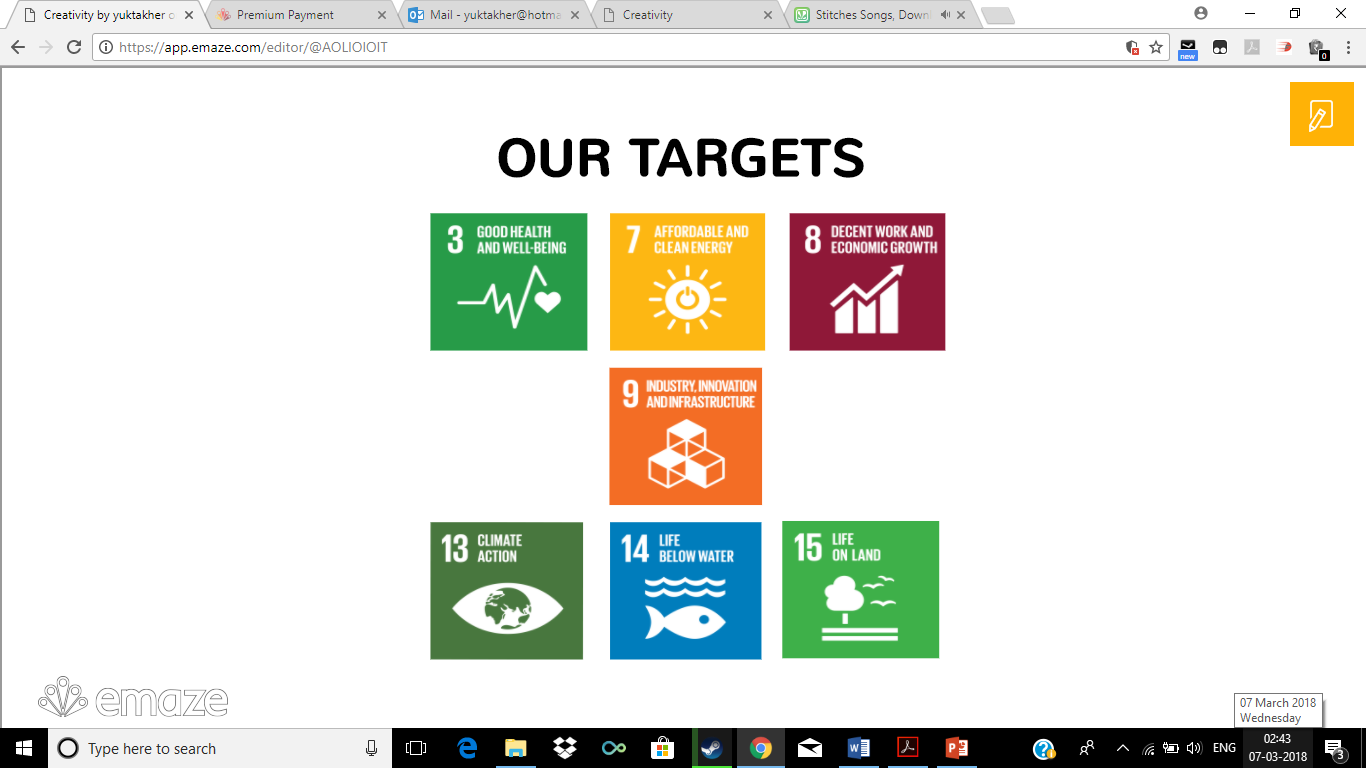 Creativity by yuktakher o
Premium Payment
Mail - yuktakher@hotma
Creativity
Stitches Songs, Downl
https://app.emaze.com/editor/@AOLIOIOIT
new
0
OUR TARGETS
3 GOOD HEALTH
AND WELL-BEING
7 AFFORDABLE AND
CLEAN ENERGY
8 DECENT WORK AND
ECONOMIC GROWTH
9 INDUSTRY, INNOVATION
AND INFRASTRUCTURE
13 CLIMATE
ACTION
14 LIFE
BELOW WATER
15 LIFE
ON LAND
emaze
07 March 2018
Wednesday
Type here to search
ENG
02:43
07-03-2018
3